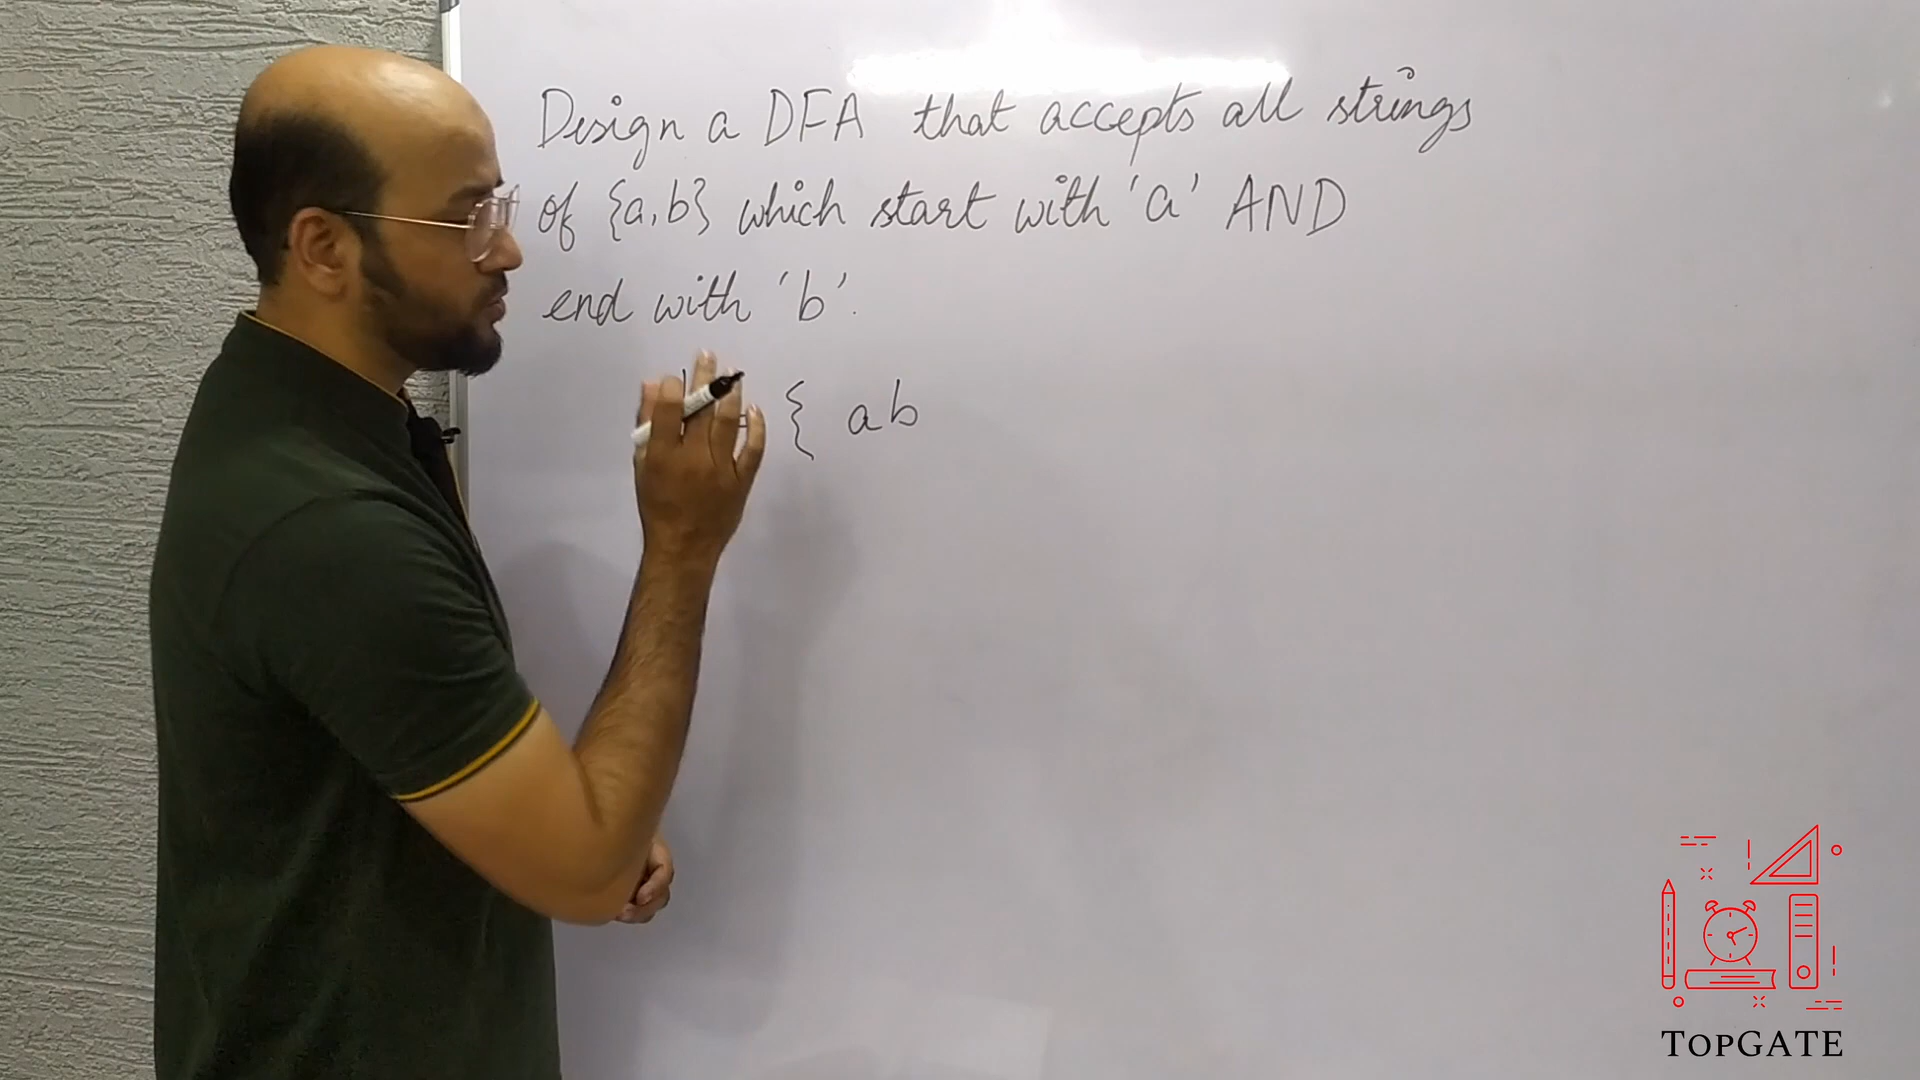 Design a DFA that accepts all strings
of {a,b} which start with 'a' AND
end with 'b'.
{ ab
TOPGATE